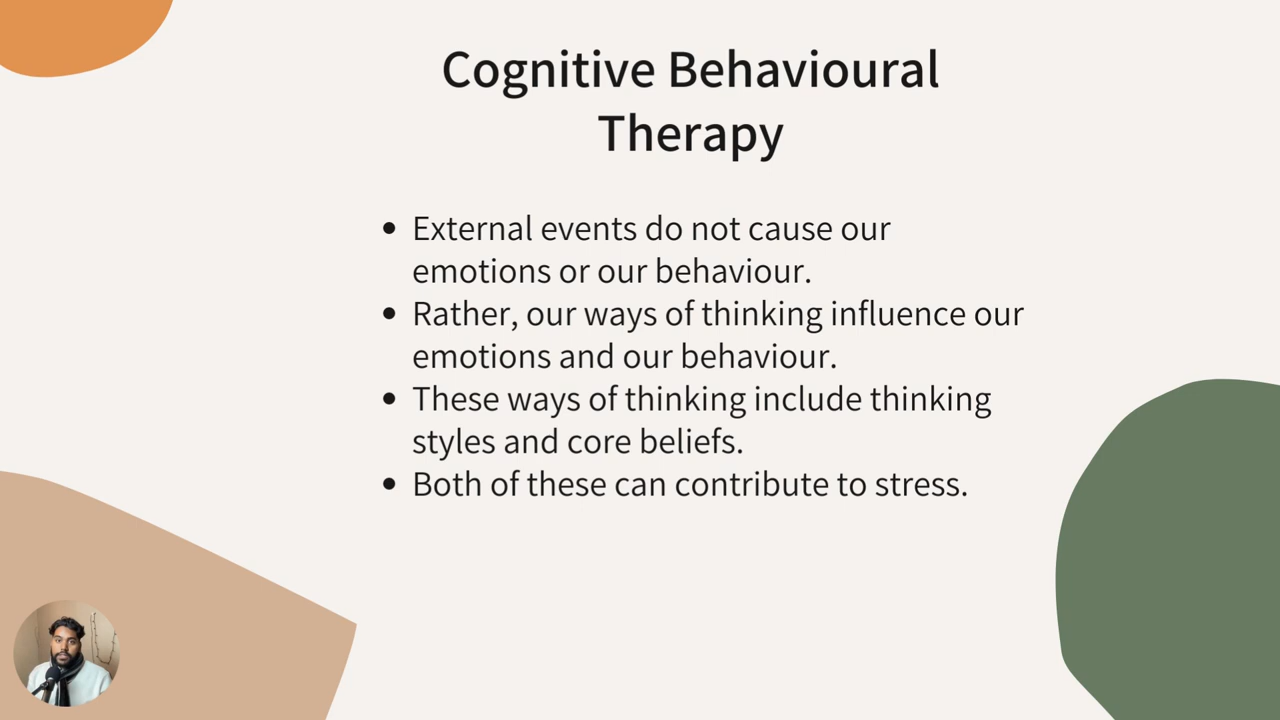 Cognitive Behavioural
Therapy
• External events do not cause our
emotions or our behaviour.
• Rather, our ways of thinking influence our
emotions and our behaviour.
• These ways of thinking include thinking
styles and core beliefs.
• Both of these can contribute to stress.